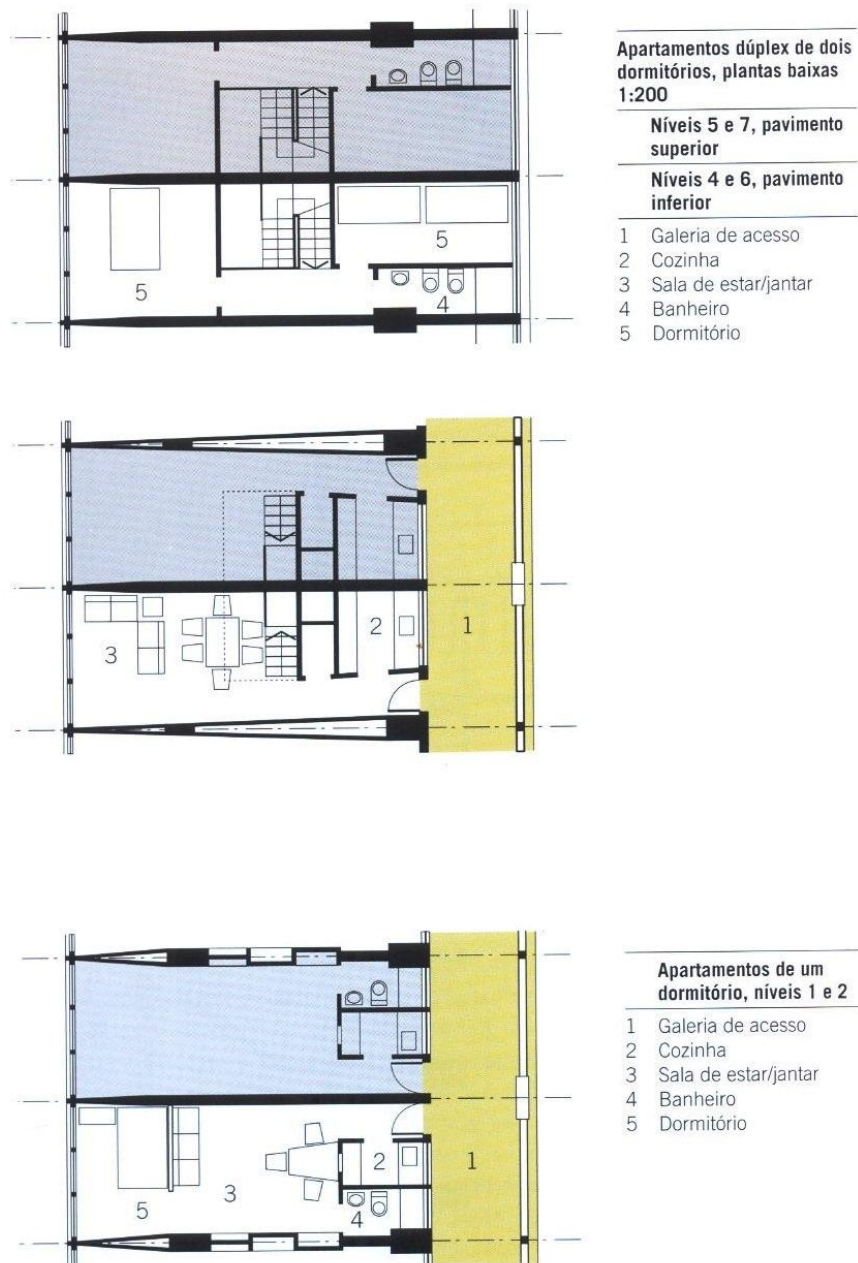 Apartamentos dúplex de dois
dormitórios, plantas baixas
1:200
Níveis 5 e 7, pavimento
superior
Níveis 4 e 6, pavimento
inferior
1 Galeria de acesso
2 Cozinha
3 Sala de estar/jantar
4 Banheiro
5 Dormitório
5
5
4
3
2
1
Apartamentos de um
dormitório, níveis 1 e 2
1 Galeria de acesso
2 Cozinha
3 Sala de estar/jantar
4 Banheiro
5 Dormitório
2
1
5
3
4